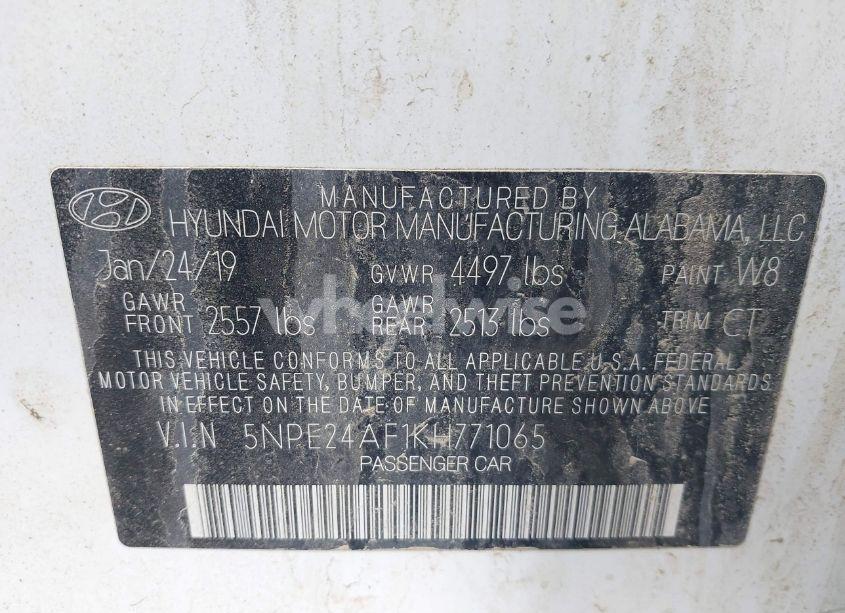 MANUFACTURED BY
HYUNDAI MOTOR MANUFACTURING ALABAMA, LLC
Jan/24/19 GVWR 4497 lbs PAINT W8
GAWR FRONT 2557 lbs GAWR REAR 2513 lbs TRIM CT
THIS VEHICLE CONFORMS TO ALL APPLICABLE U.S.A. FEDERAL
MOTOR VEHICLE SAFETY, BUMPER, AND THEFT PREVENTION STANDARDS
IN EFFECT ON THE DATE OF MANUFACTURE SHOWN ABOVE.
V.I.N 5NPE24AF1KH771065
PASSENGER CAR